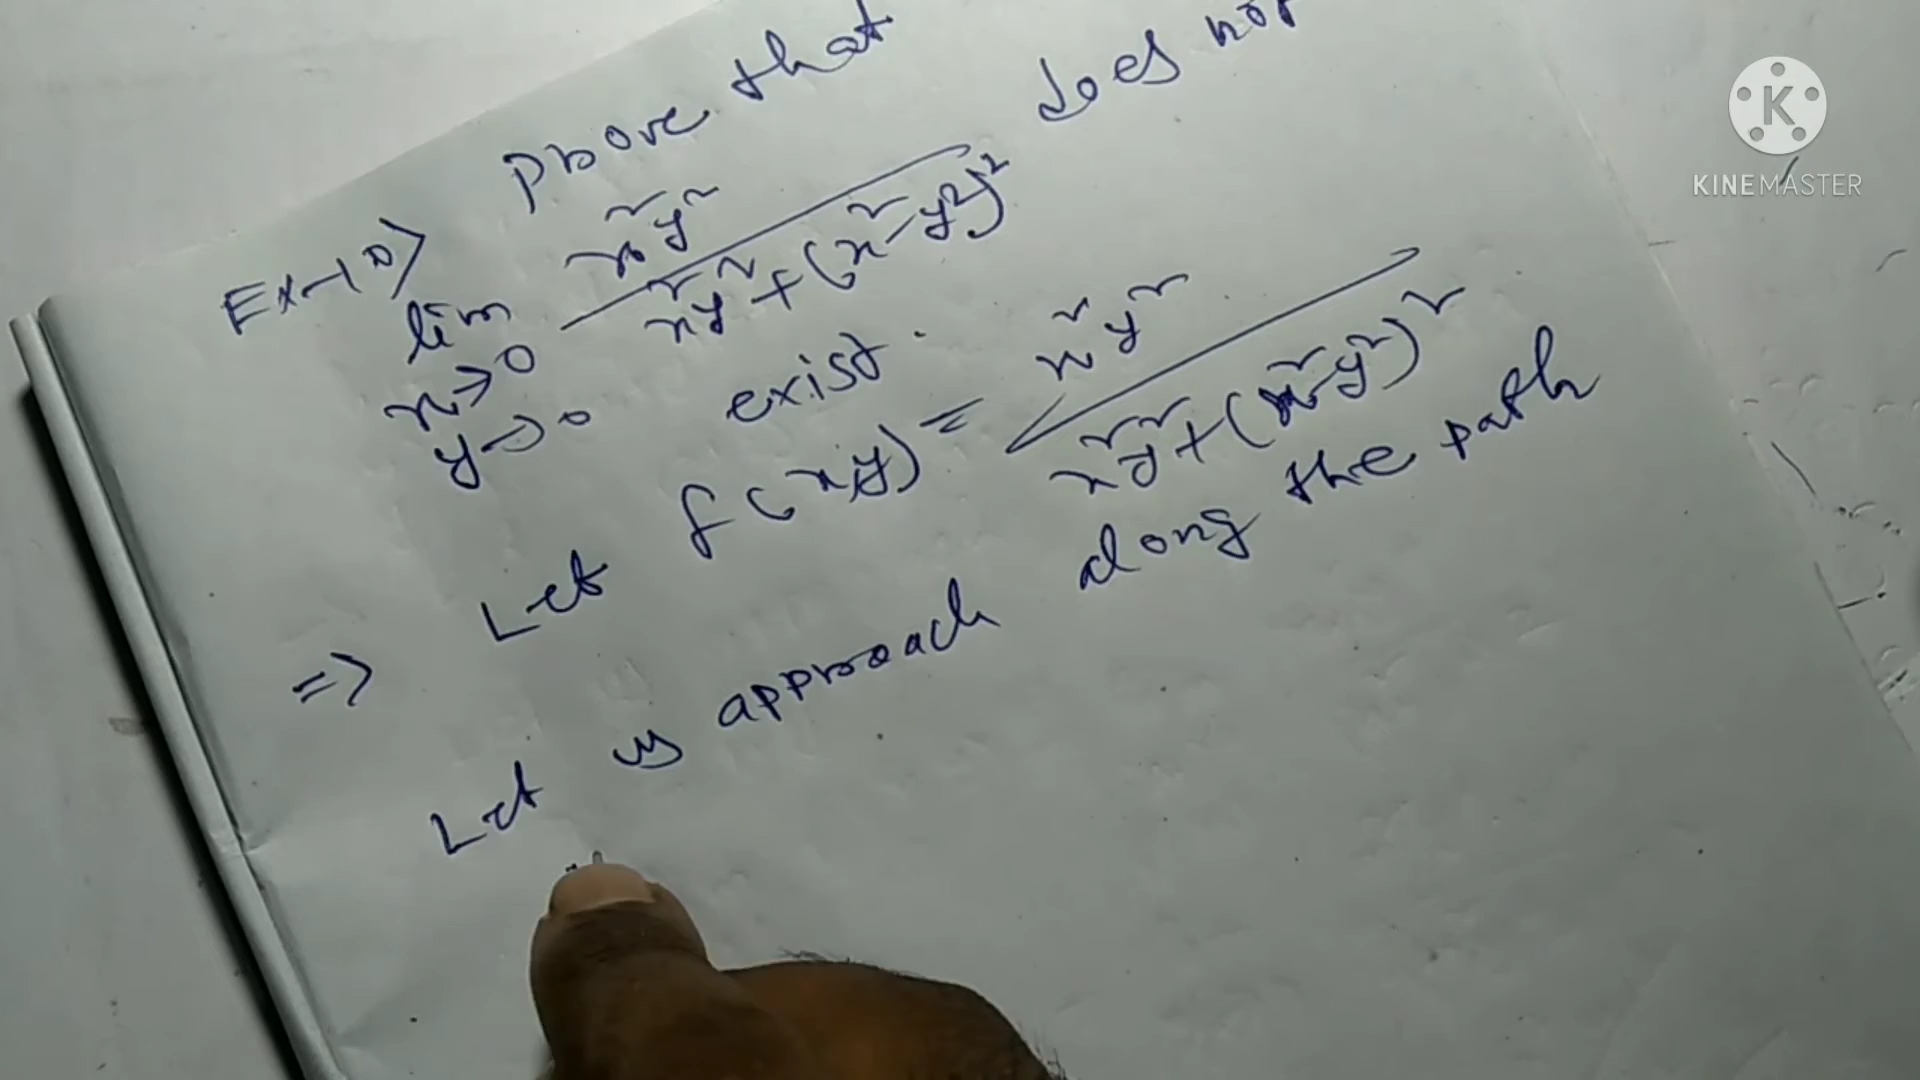 Ex-10> Prove that
lim x→0 y→0 x²y² / x²y² + (x²-y²)² does not
exist.
⇒ Let f(x,y) = x²y² / x²y² + (x²-y²)²
Let us approach along the path
K
KINEMASTER